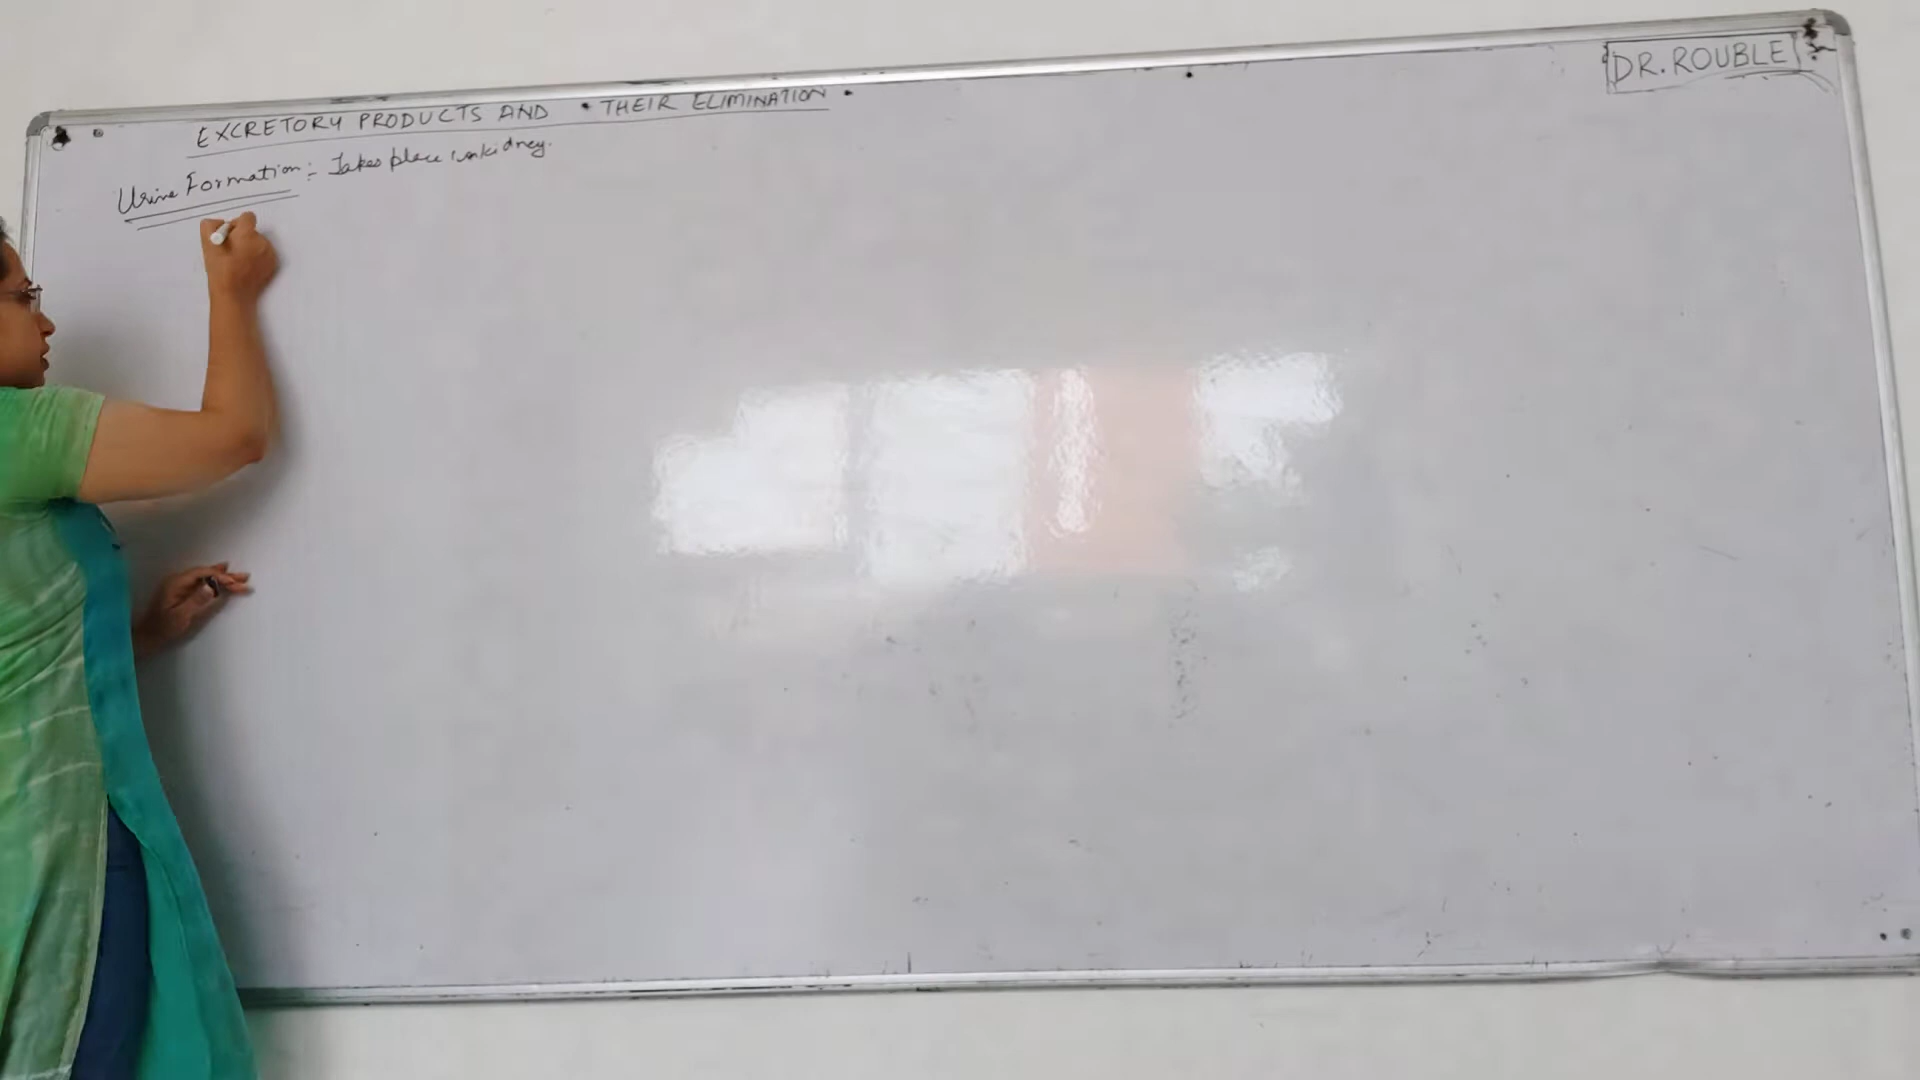 DR. ROUBLE
EXCRETORY PRODUCTS AND • THEIR ELIMINATION •
Urine Formation :- Takes place in kidney.